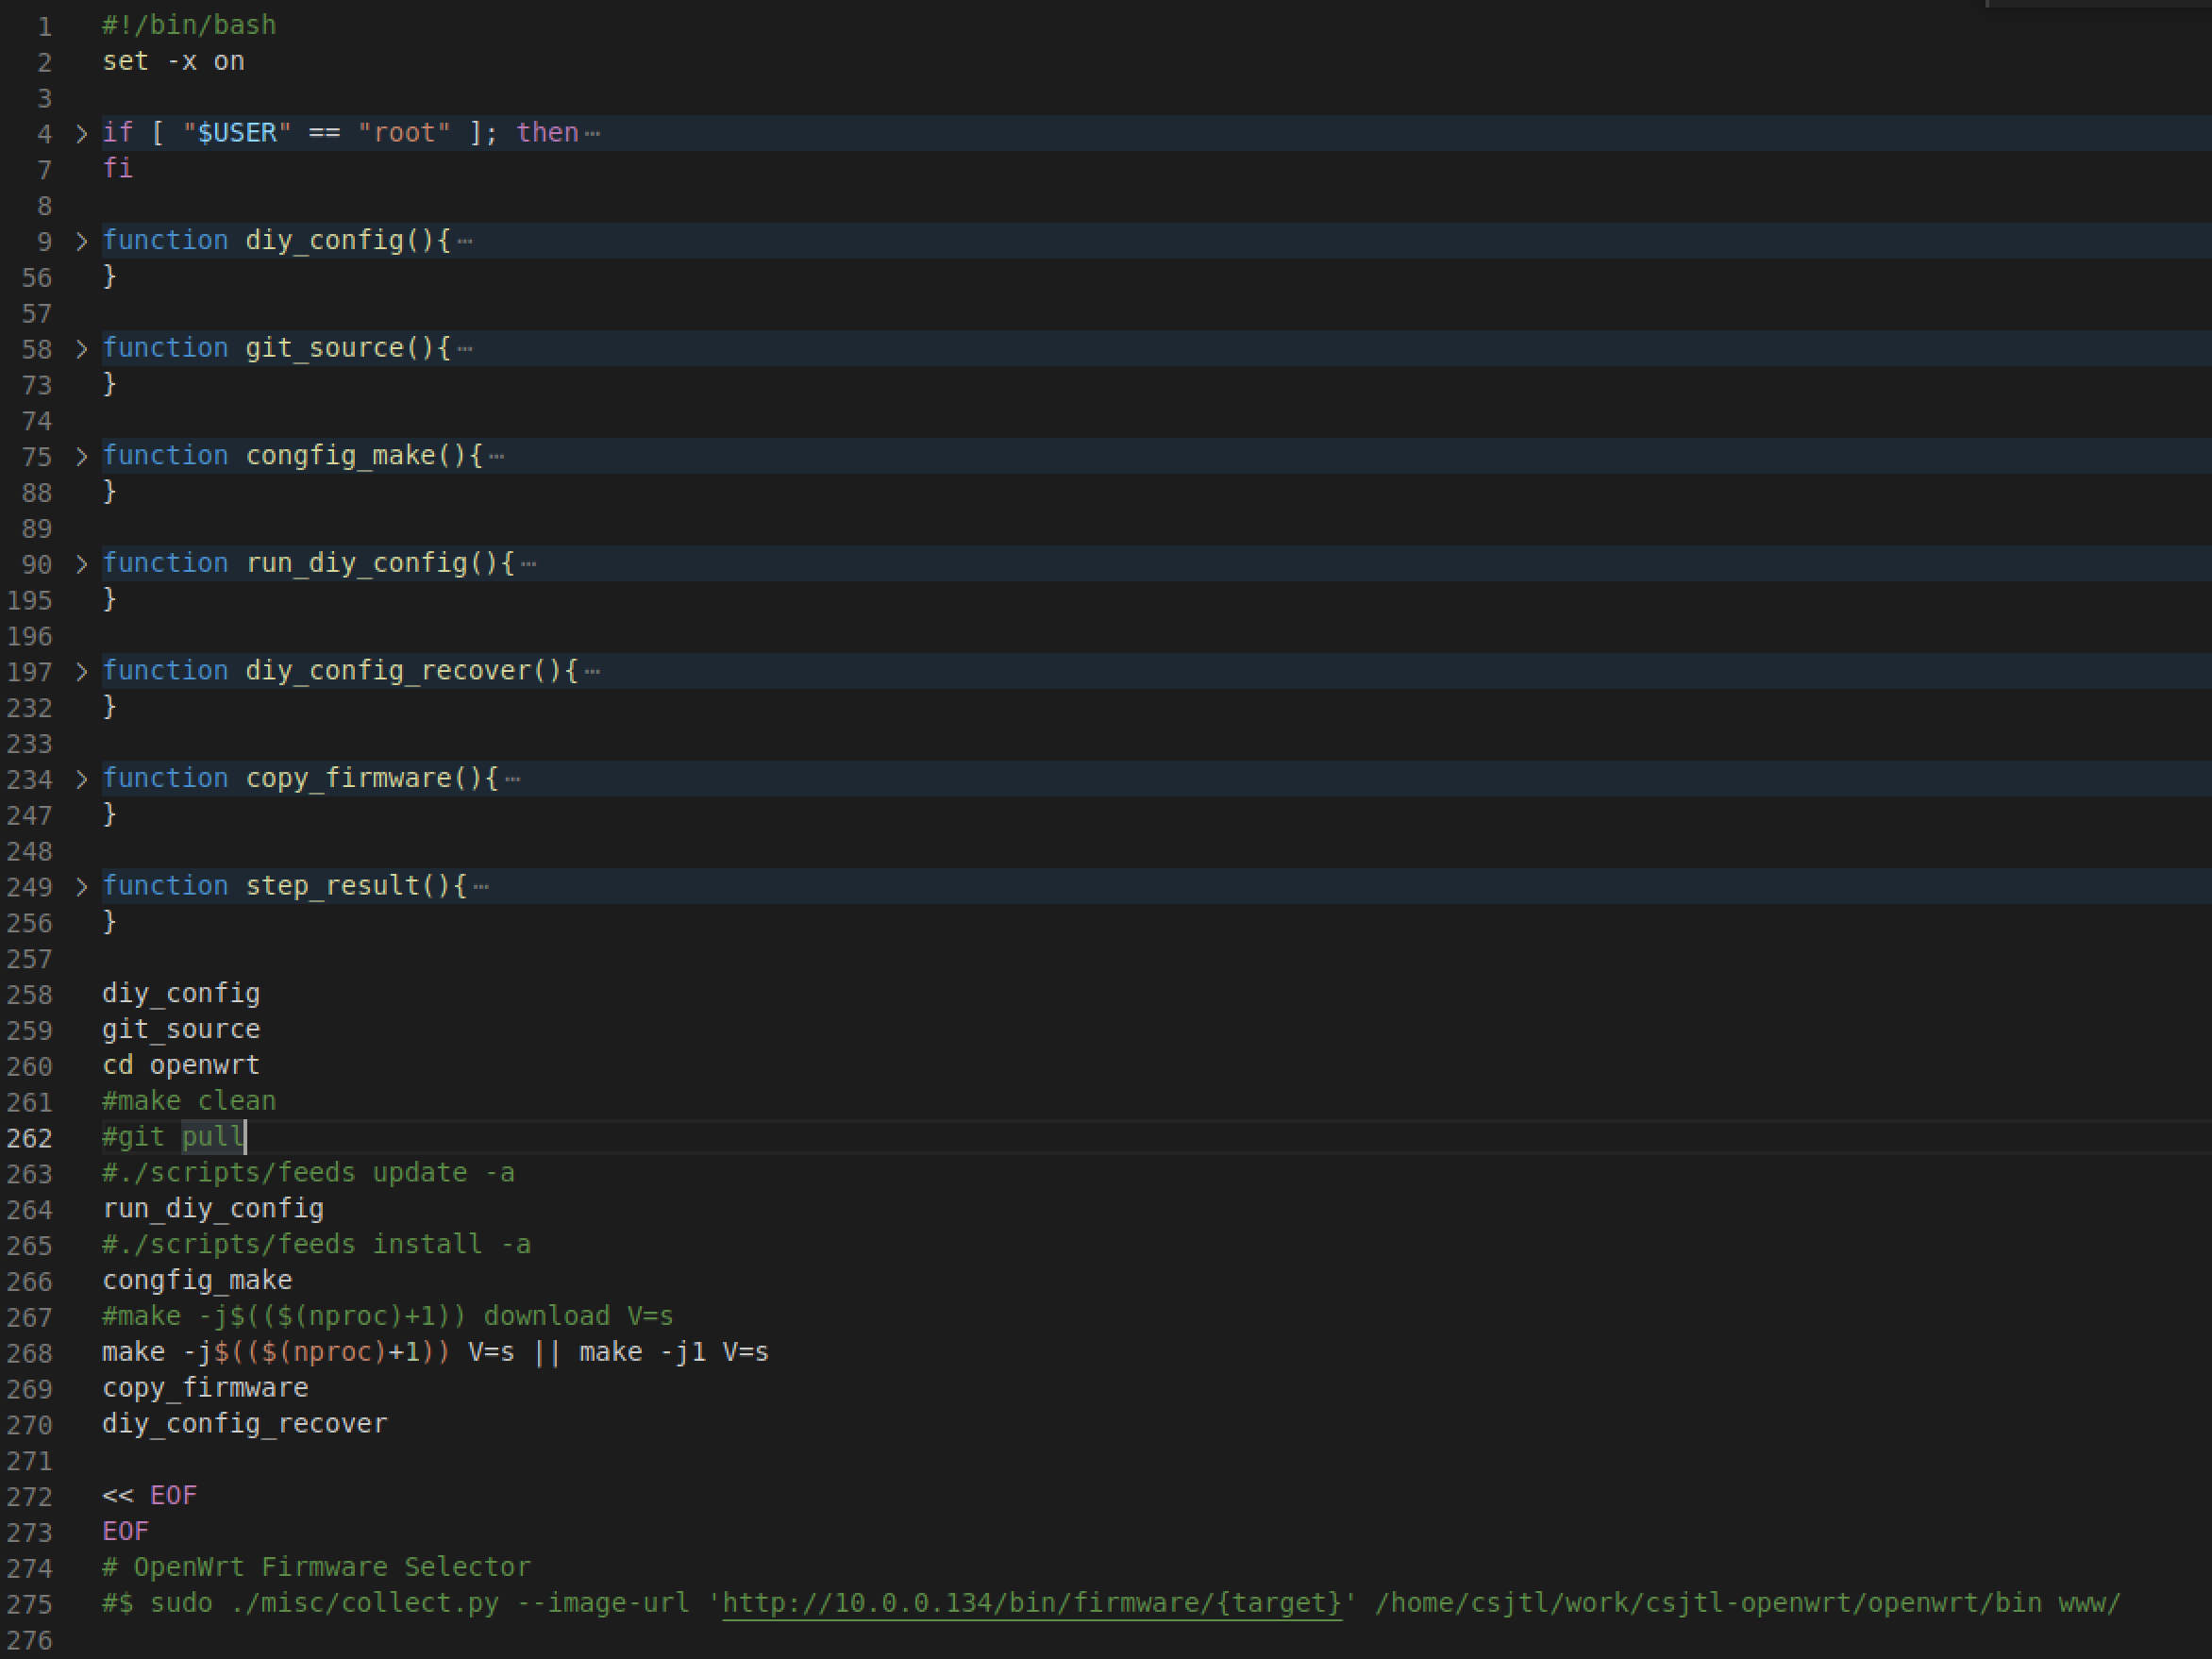 1 #!/bin/bash
2 set -x on
3
4 > if [ "$USER" == "root" ]; then ⋯
7 fi
8
9 > function diy_config(){ ⋯
56 }
57
58 > function git_source(){ ⋯
73 }
74
75 > function congfig_make(){ ⋯
88 }
89
90 > function run_diy_config(){ ⋯
195 }
196
197 > function diy_config_recover(){ ⋯
232 }
233
234 > function copy_firmware(){ ⋯
247 }
248
249 > function step_result(){ ⋯
256 }
257
258 diy_config
259 git_source
260 cd openwrt
261 #make clean
262 #git pull
263 #./scripts/feeds update -a
264 run_diy_config
265 #./scripts/feeds install -a
266 congfig_make
267 #make -j$(($(nproc)+1)) download V=s
268 make -j$(($(nproc)+1)) V=s || make -j1 V=s
269 copy_firmware
270 diy_config_recover
271
272 << EOF
273 EOF
274 # OpenWrt Firmware Selector
275 #$ sudo ./misc/collect.py --image-url 'http://10.0.0.134/bin/firmware/{target}' /home/csjtl/work/csjtl-openwrt/openwrt/bin www/
276